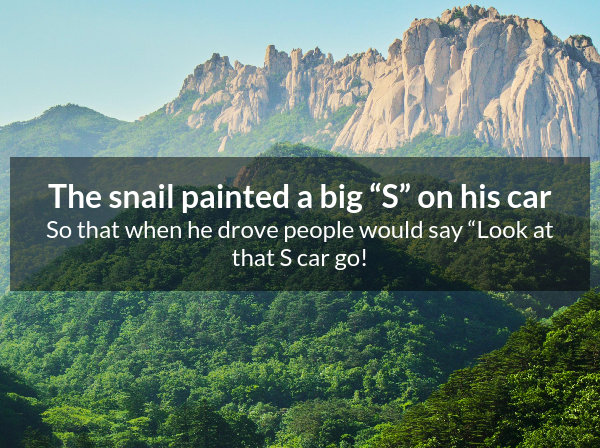 The snail painted a big “S” on his car
So that when he drove people would say “Look at
that S car go!